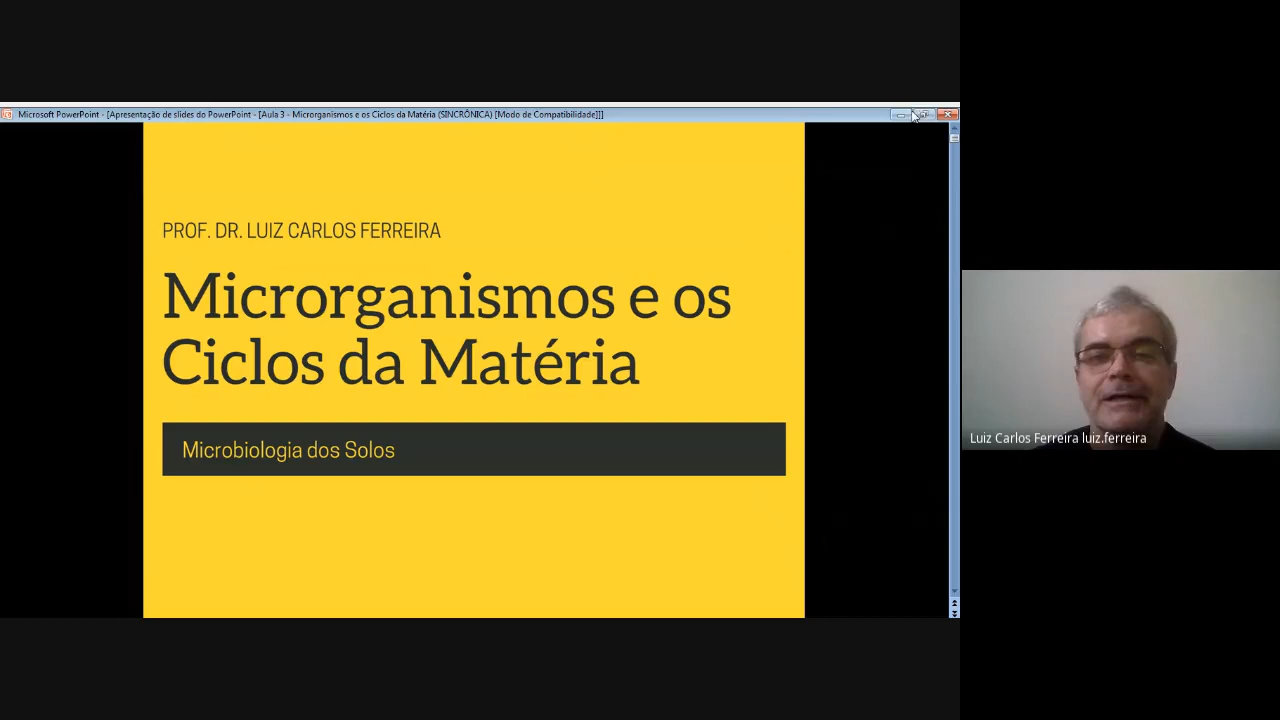 Microsoft PowerPoint - [Apresentação de slides do PowerPoint - [Aula 3 - Microrganismos e os Ciclos da Matéria (SINCRÔNICA) [Modo de Compatibilidade]]]
PROF. DR. LUIZ CARLOS FERREIRA
Microrganismos e os
Ciclos da Matéria
Microbiologia dos Solos
Luiz Carlos Ferreira luiz.ferreira